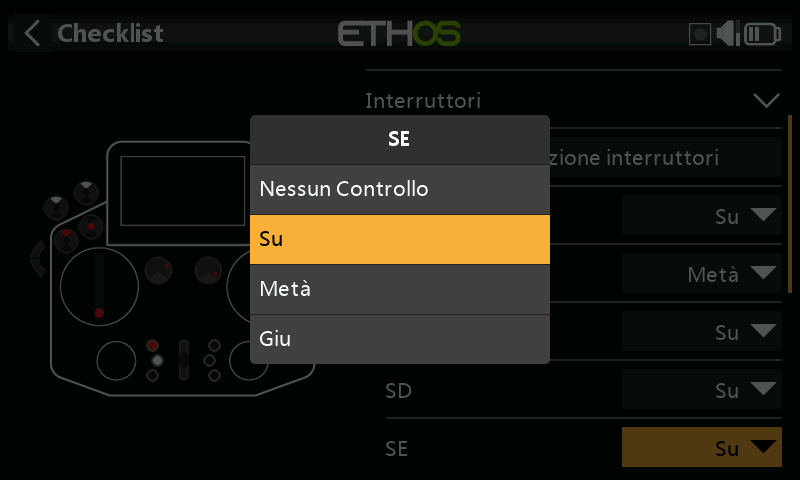 Checklist
ETHOS
Interruttori
zione interruttori
SE
Nessun Controllo
Su
Metà
Giu
Su
Metà
Su
SD Su
SE Su